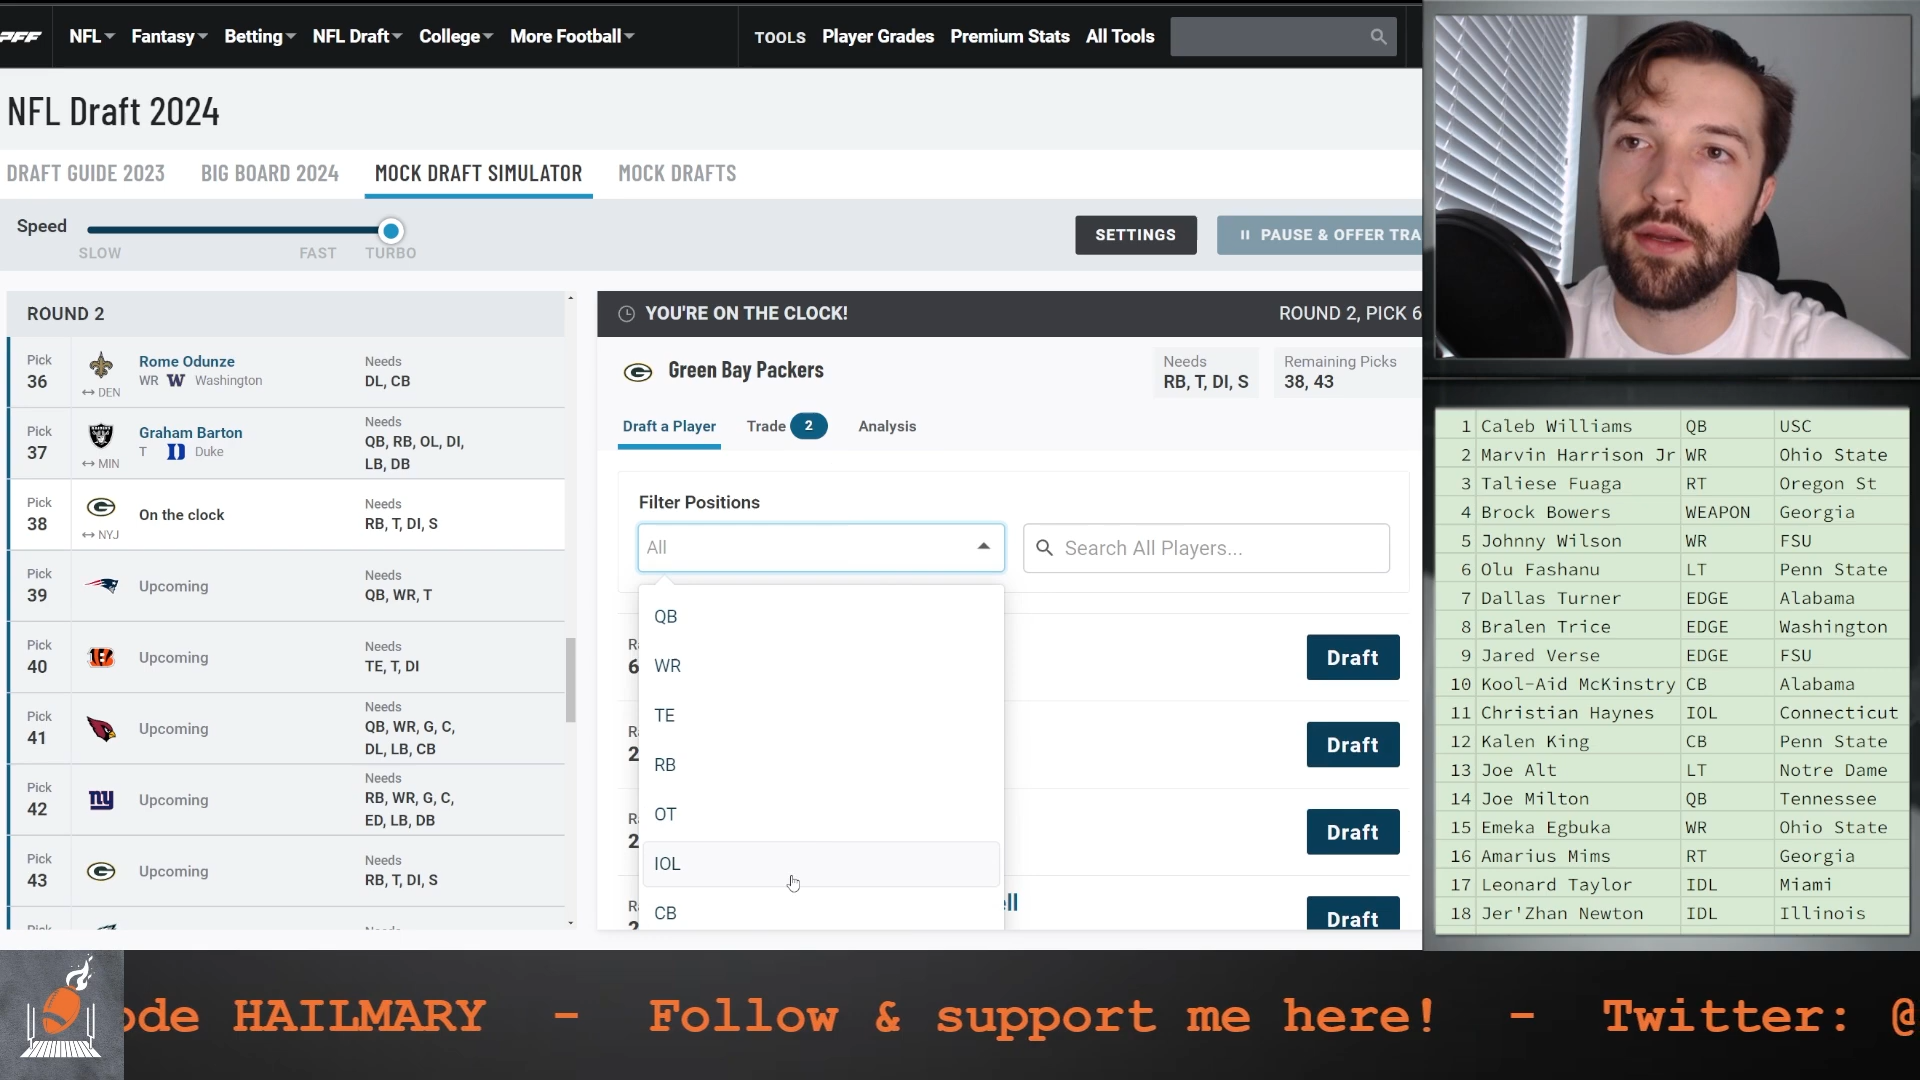 PFF NFL Fantasy Betting NFL Draft College More Football TOOLS Player Grades Premium Stats All Tools
NFL Draft 2024
DRAFT GUIDE 2023 BIG BOARD 2024 MOCK DRAFT SIMULATOR MOCK DRAFTS
Speed
SLOW FAST TURBO
SETTINGS
PAUSE & OFFER TRA
ROUND 2
Pick
36
DEN
Rome Odunze
WR W Washington
Needs
DL, CB
Pick
37
MIN
Graham Barton
T D Duke
Needs
QB, RB, OL, DI,
LB, DB
Pick
38
G
NYJ
On the clock
Needs
RB, T, DI, S
Pick
39
Upcoming
Needs
QB, WR, T
Pick
40
Upcoming
Needs
TE, T, DI
Pick
41
Upcoming
Needs
QB, WR, G, C,
DL, LB, CB
Pick
42
ny
Upcoming
Needs
RB, WR, G, C,
ED, LB, DB
Pick
43
G
Upcoming
Needs
RB, T, DI, S
YOU'RE ON THE CLOCK!
ROUND 2, PICK 6
G
Green Bay Packers
Needs
RB, T, DI, S
Remaining Picks
38, 43
Draft a Player Trade 2 Analysis
Filter Positions
All
Search All Players...
QB
WR
TE
RB
OT
IOL
CB
6
2
2
2
ell
Draft
Draft
Draft
Draft
1 Caleb Williams QB USC
2 Marvin Harrison Jr WR Ohio State
3 Taliese Fuaga RT Oregon St
4 Brock Bowers WEAPON Georgia
5 Johnny Wilson WR FSU
6 Olu Fashanu LT Penn State
7 Dallas Turner EDGE Alabama
8 Bralen Trice EDGE Washington
9 Jared Verse EDGE FSU
10 Kool-Aid McKinstry CB Alabama
11 Christian Haynes IOL Connecticut
12 Kalen King CB Penn State
13 Joe Alt LT Notre Dame
14 Joe Milton QB Tennessee
15 Emeka Egbuka WR Ohio State
16 Amarius Mims RT Georgia
17 Leonard Taylor IDL Miami
18 Jer'Zhan Newton IDL Illinois
ode HAILMARY - Follow & support me here! - Twitter: @